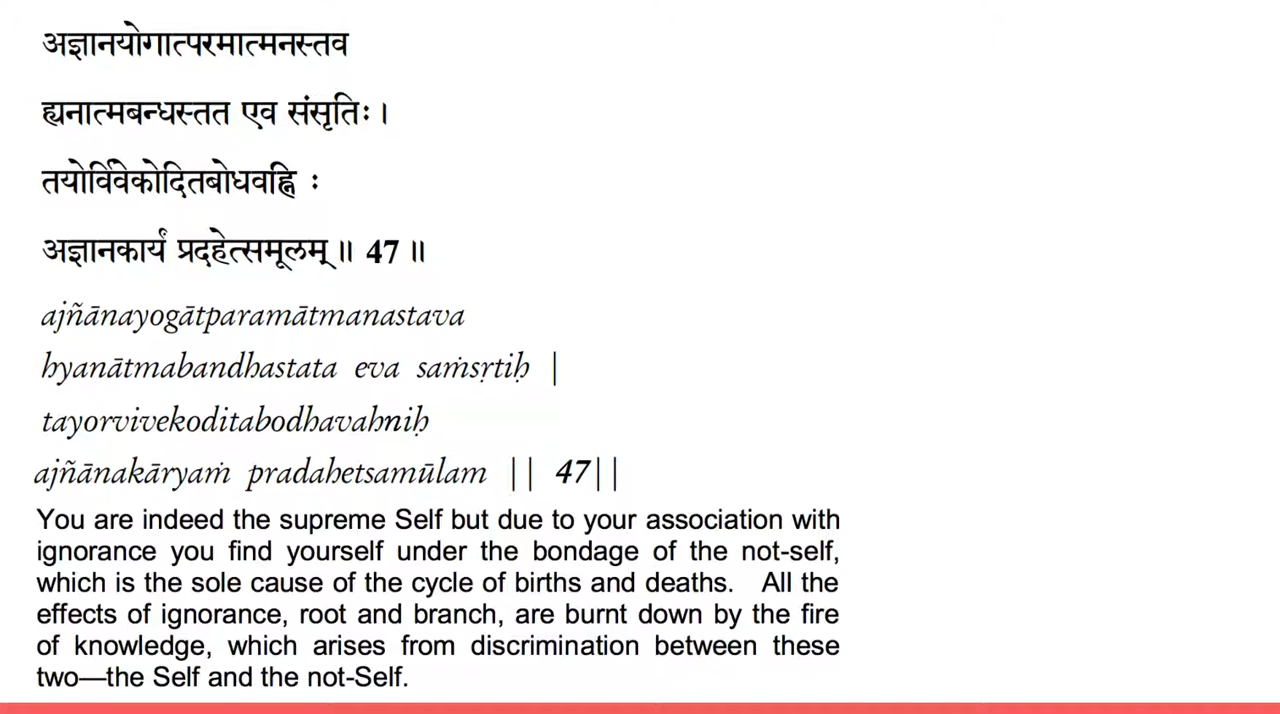 अज्ञानयोगात्परमात्मनस्तव
ह्यनात्मबन्धस्तत एव संसृतिः।
तयोर्विवेकोदितबोधवह्नि ः
अज्ञानकार्यं प्रदहेत्समूलम्॥ 47 ॥
ajñānayogātparamātmanastava
hyanātmabandhastata eva saṁsṛtiḥ |
tayorvivekoditabodhavahniḥ
ajñānakāryaṁ pradahetsamūlam || 47||
You are indeed the supreme Self but due to your association with
ignorance you find yourself under the bondage of the not-self,
which is the sole cause of the cycle of births and deaths. All the
effects of ignorance, root and branch, are burnt down by the fire
of knowledge, which arises from discrimination between these
two—the Self and the not-Self.